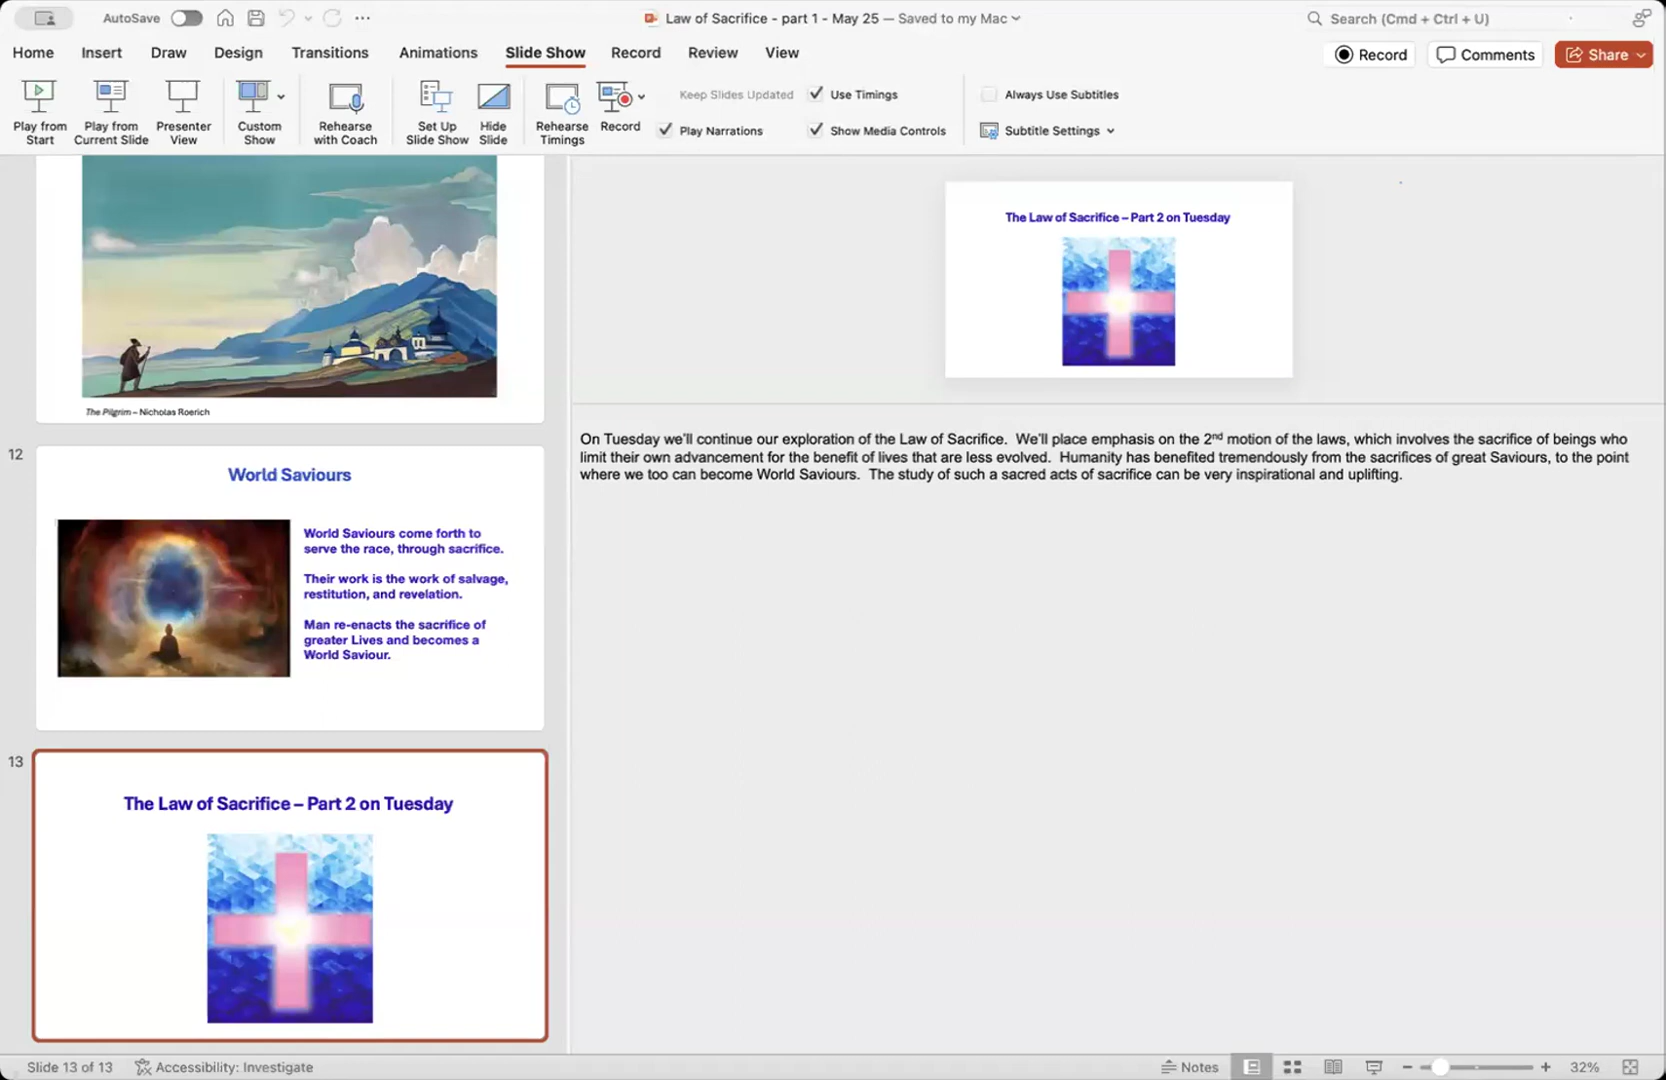 AutoSave
Law of Sacrifice - part 1 - May 25 — Saved to my Mac
Search (Cmd + Ctrl + U)
Home
Insert
Draw
Design
Transitions
Animations
Slide Show
Record
Review
View
Record
Comments
Share
Play from
Start
Play from
Current Slide
Presenter
View
Custom
Show
Rehearse
with Coach
Set Up
Slide Show
Hide
Slide
Rehearse
Timings
Record
Keep Slides Updated
Use Timings
Play Narrations
Show Media Controls
Always Use Subtitles
Subtitle Settings
The Pilgrim – Nicholas Roerich
12
World Saviours
World Saviours come forth to
serve the race, through sacrifice.
Their work is the work of salvage,
restitution, and revelation.
Man re-enacts the sacrifice of
greater Lives and becomes a
World Saviour.
13
The Law of Sacrifice – Part 2 on Tuesday
The Law of Sacrifice – Part 2 on Tuesday
On Tuesday we'll continue our exploration of the Law of Sacrifice. We'll place emphasis on the 2nd motion of the laws, which involves the sacrifice of beings who
limit their own advancement for the benefit of lives that are less evolved. Humanity has benefited tremendously from the sacrifices of great Saviours, to the point
where we too can become World Saviours. The study of such a sacred acts of sacrifice can be very inspirational and uplifting.
Slide 13 of 13
Accessibility: Investigate
Notes
32%